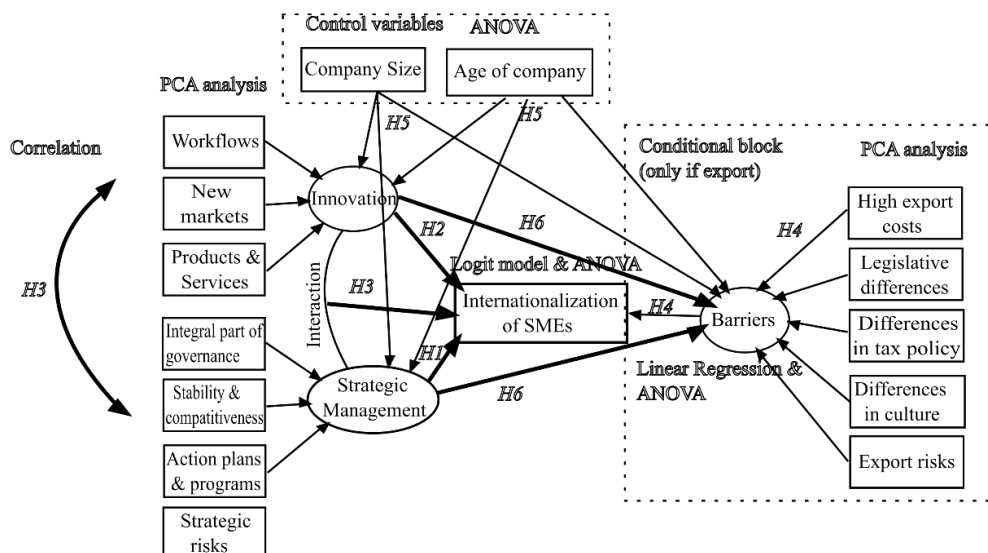 Control variables
ANOVA
Company Size
Age of company
PCA analysis
H5
H5
Workflows
Correlation
Conditional block
(only if export)
PCA analysis
New
markets
Innovation
High export
costs
H2
H6
H4
Products &
Services
Logit model & ANOVA
Legislative
differences
H3
H3
Interaction
Internationalization
of SMEs
H4
Barriers
Integral part of
governance
Differences
in tax policy
H1
Strategic
Management
Linear Regression &
ANOVA
Stability &
compatitiveness
H6
Differences
in culture
Action plans
& programs
Export risks
Strategic
risks